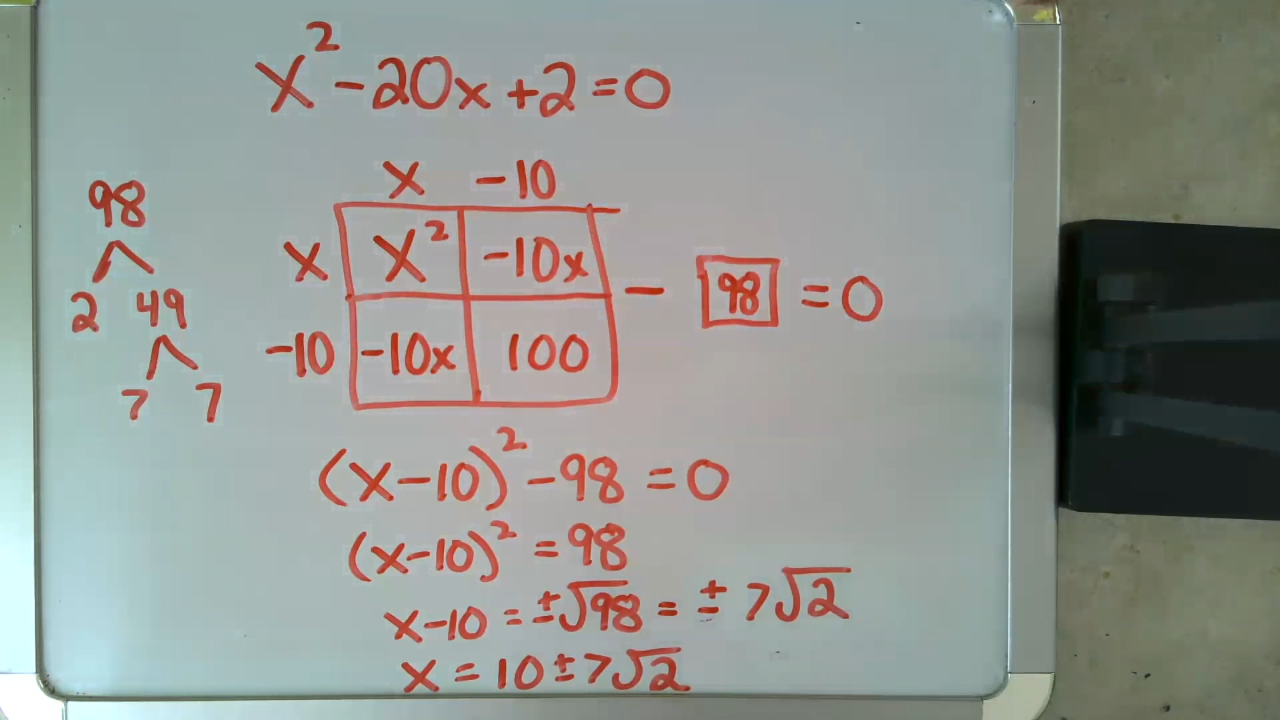 x² - 20x + 2 = 0
x -10
x x² -10x - 98 = 0
-10 -10x 100
98
2 49
7 7
(x - 10)² - 98 = 0
(x - 10)² = 98
x - 10 = ±√98 = ± 7√2
x = 10 ± 7√2